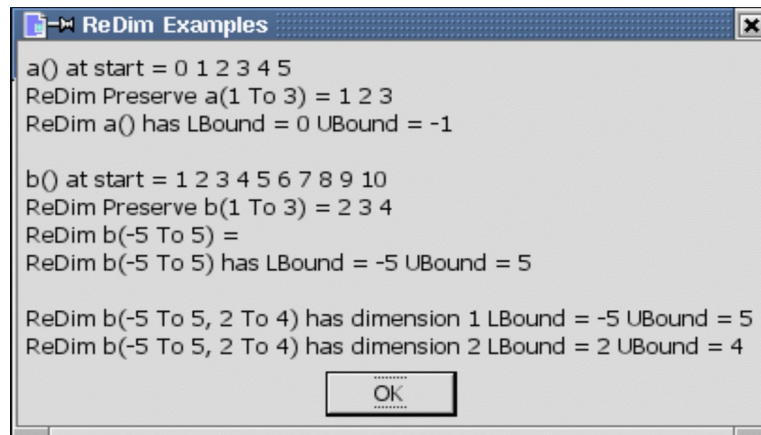 ReDim Examples
a() at start = 0 1 2 3 4 5
ReDim Preserve a(1 To 3) = 1 2 3
ReDim a() has LBound = 0 UBound = -1
b() at start = 1 2 3 4 5 6 7 8 9 10
ReDim Preserve b(1 To 3) = 2 3 4
ReDim b(-5 To 5) =
ReDim b(-5 To 5) has LBound = -5 UBound = 5
ReDim b(-5 To 5, 2 To 4) has dimension 1 LBound = -5 UBound = 5
ReDim b(-5 To 5, 2 To 4) has dimension 2 LBound = 2 UBound = 4
OK